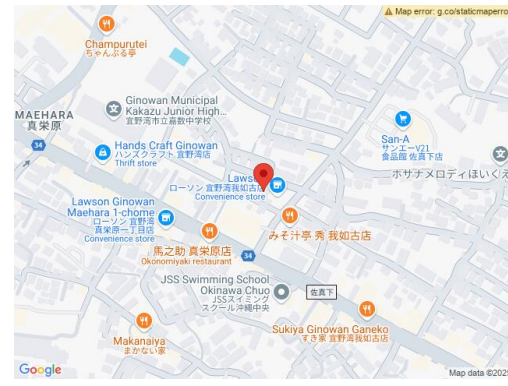 Map error: g.co/staticmaperro
Champurutei
ちゃんぷる亭
Ginowan Municipal
Kakazu Junior High...
宜野湾市立嘉数中学校
MAEHARA
真栄原
34
Hands Craft Ginowan
ハンズクラフト 宜野湾店
Thrift store
San-A
サンエーV21
食品館 佐真下店
ホサナメロディほいくえ
Lawson
ローソン 宜野湾我如古店
Convenience store
Lawson Ginowan
Maehara 1-chome
ローソン 宜野湾
真栄原一丁目店
Convenience store
みそ汁亭 秀 我如古店
馬之助 真栄原店
Okonomiyaki restaurant
34
JSS Swimming School
Okinawa Chuo
JSSスイミング
スクール沖縄中央
佐真下
Sukiya Ginowan Ganeko
すき家 宜野湾我如古店
Makanaiya
まかない家
Google
Map data ©2025